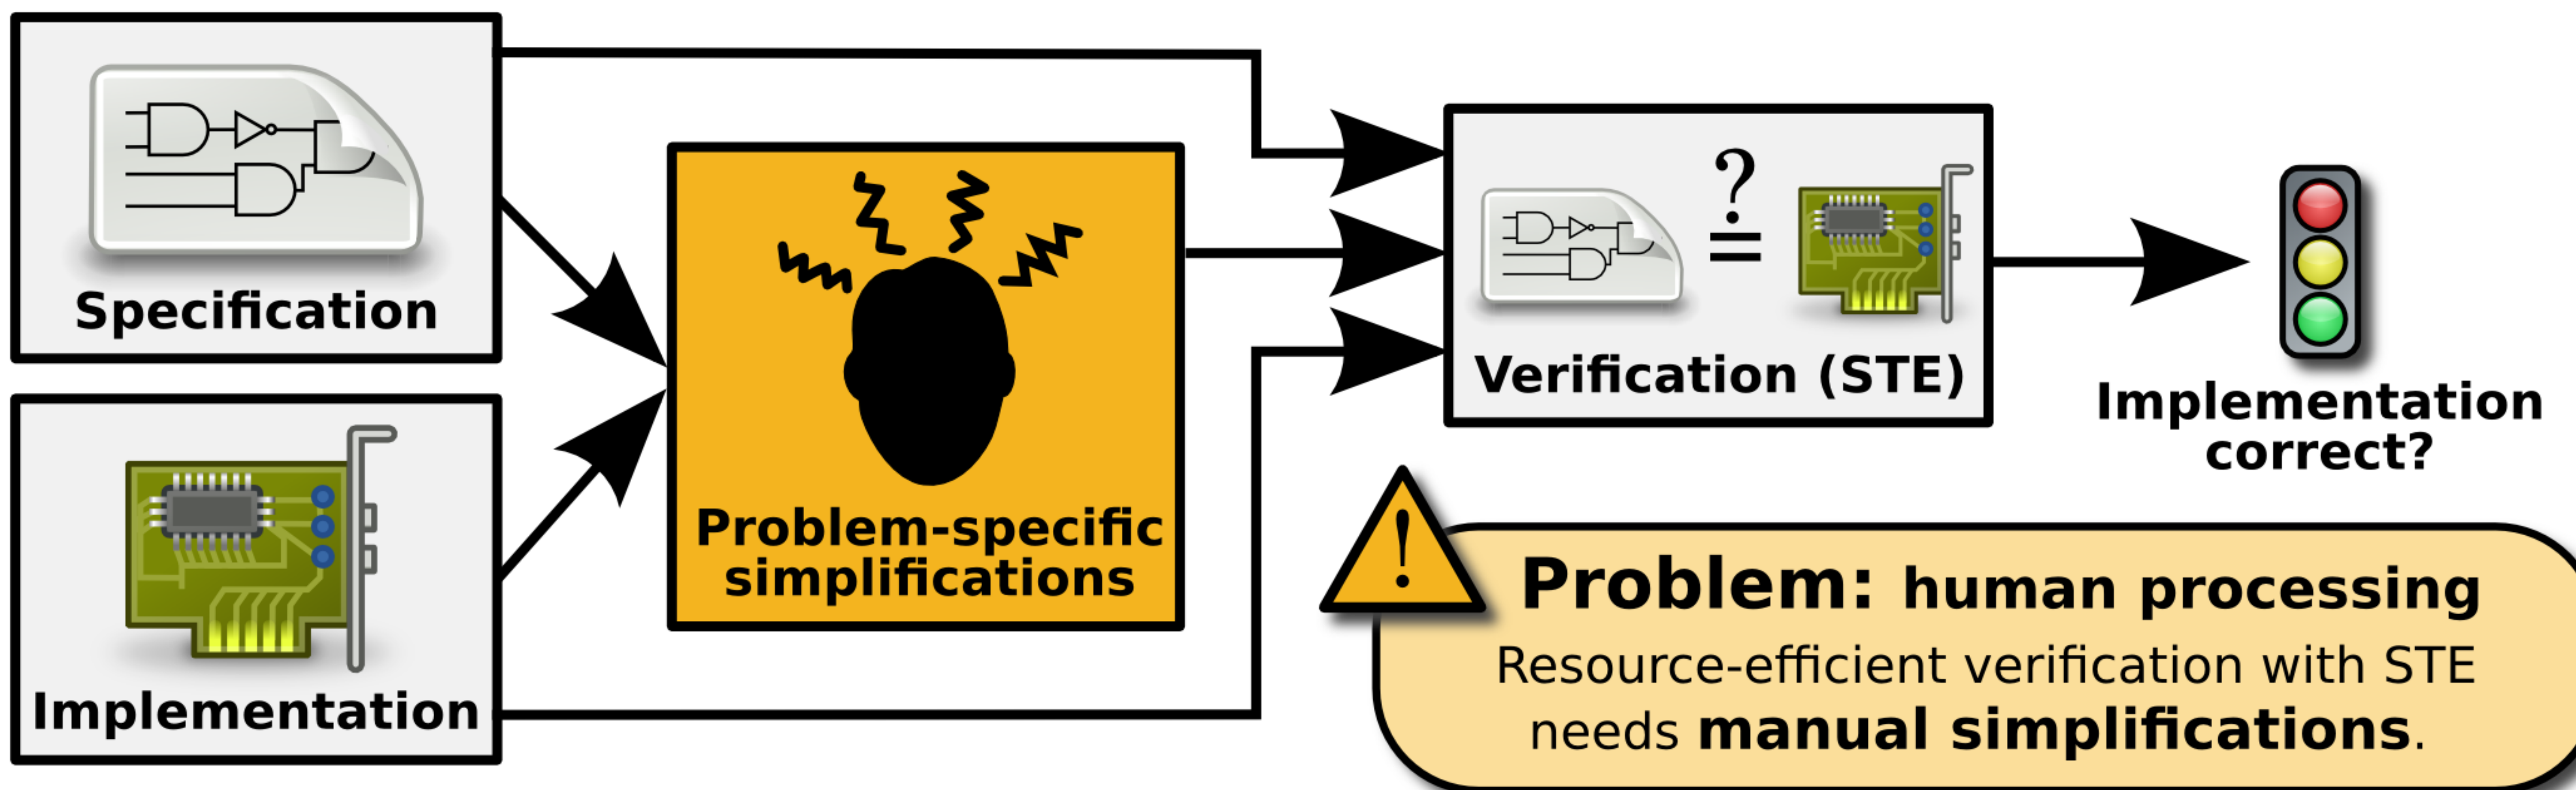 Specification
Implementation
Problem-specific
simplifications
?
=
Verification (STE)
Implementation
correct?
!
Problem: human processing
Resource-efficient verification with STE
needs manual simplifications.